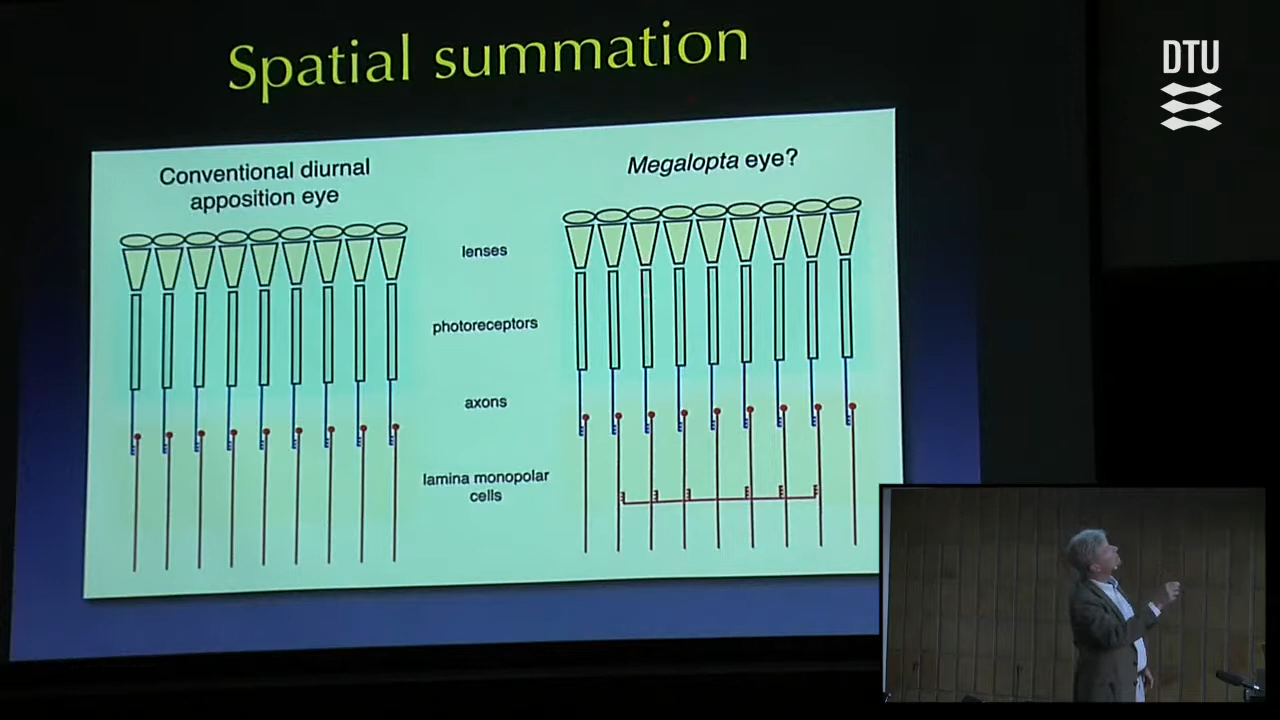 Spatial summation
DTU
Conventional diurnal
apposition eye
Megalopta eye?
lenses
photoreceptors
axons
lamina monopolar
cells